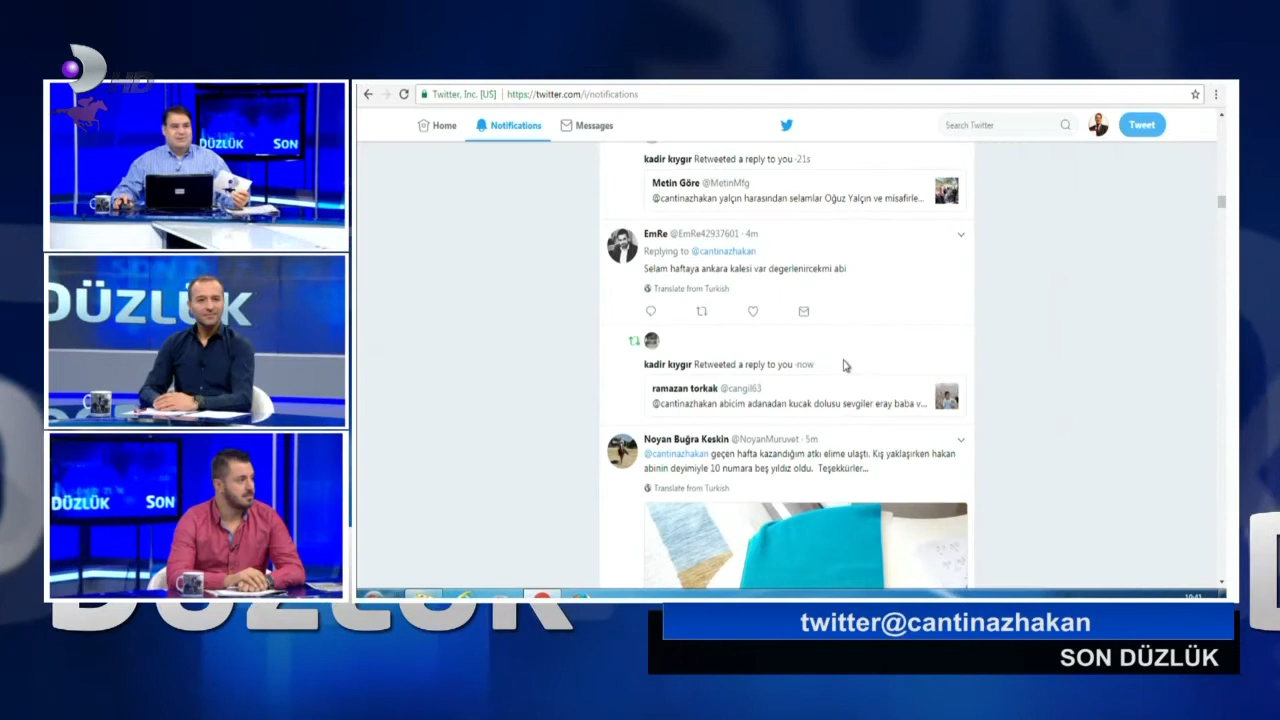 HD
DÜZLÜK SON
DÜZLÜK
DÜZLÜK SON
Twitter, Inc. [US] | https://twitter.com/i/notifications
Home Notifications Messages Search Twitter Tweet
kadir kıygır Retweeted a reply to you · 21s
Metin Göre @MetinMfg
@cantinazhakan yalçın harasından selamlar Oğuz Yalçın ve misafirle...
EmRe @EmRe42937601 · 4m
Replying to @cantinazhakan
Selam haftaya ankara kalesi var degerlenircekmi abi
Translate from Turkish
kadir kıygır Retweeted a reply to you · now
ramazan torkak @cangil63
@cantinazhakan abicim adanadan kucak dolusu sevgiler eray baba v...
Noyan Buğra Keskin @NoyanMuruvet · 5m
@cantinazhakan geçen hafta kazandığım atkı elime ulaştı. Kış yaklaşırken hakan
abinin deyimiyle 10 numara beş yıldız oldu. Teşekkürler...
Translate from Turkish
10:41
DÜZLÜK
twitter@cantinazhakan
SON DÜZLÜK